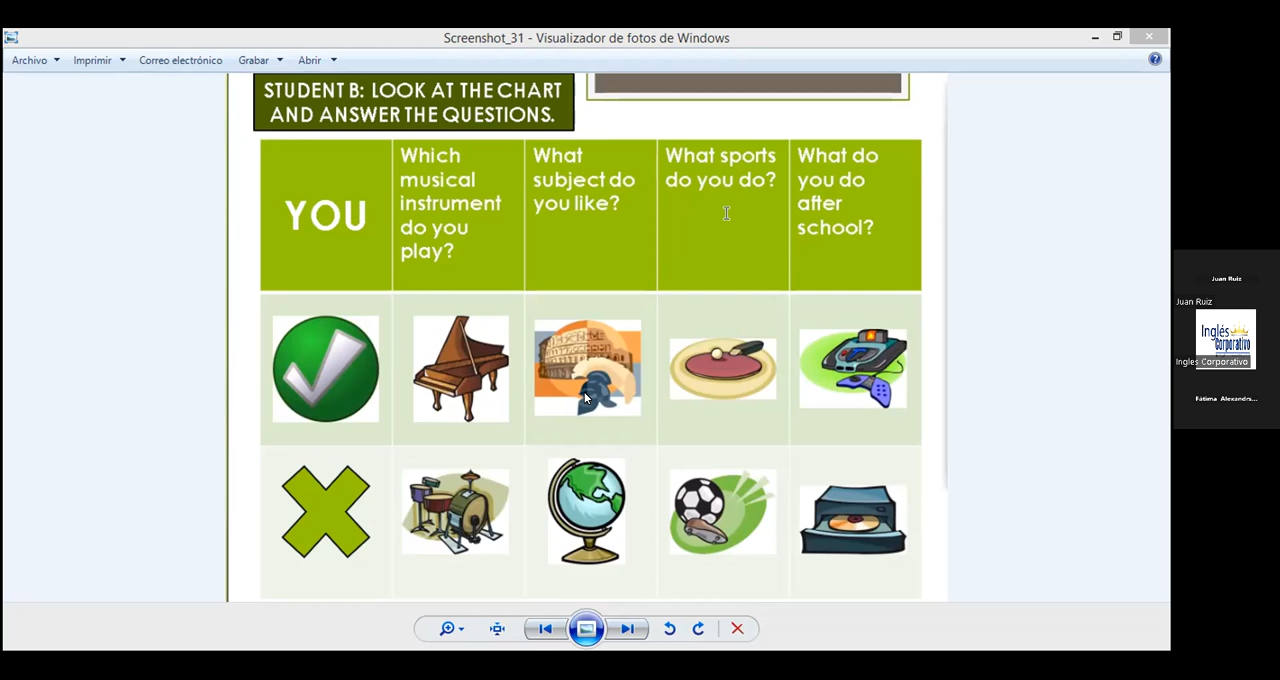 Screenshot_31 - Visualizador de fotos de Windows
Archivo Imprimir Correo electrónico Grabar Abrir
STUDENT B: LOOK AT THE CHART
AND ANSWER THE QUESTIONS.
YOU
Which
musical
instrument
do you
play?
What
subject do
you like?
What sports
do you do?
What do
you do
after
school?
Juan Ruiz
Juan Ruiz
Inglés
Corporativo
Ingles Corporativo
Fátima Alexandra...